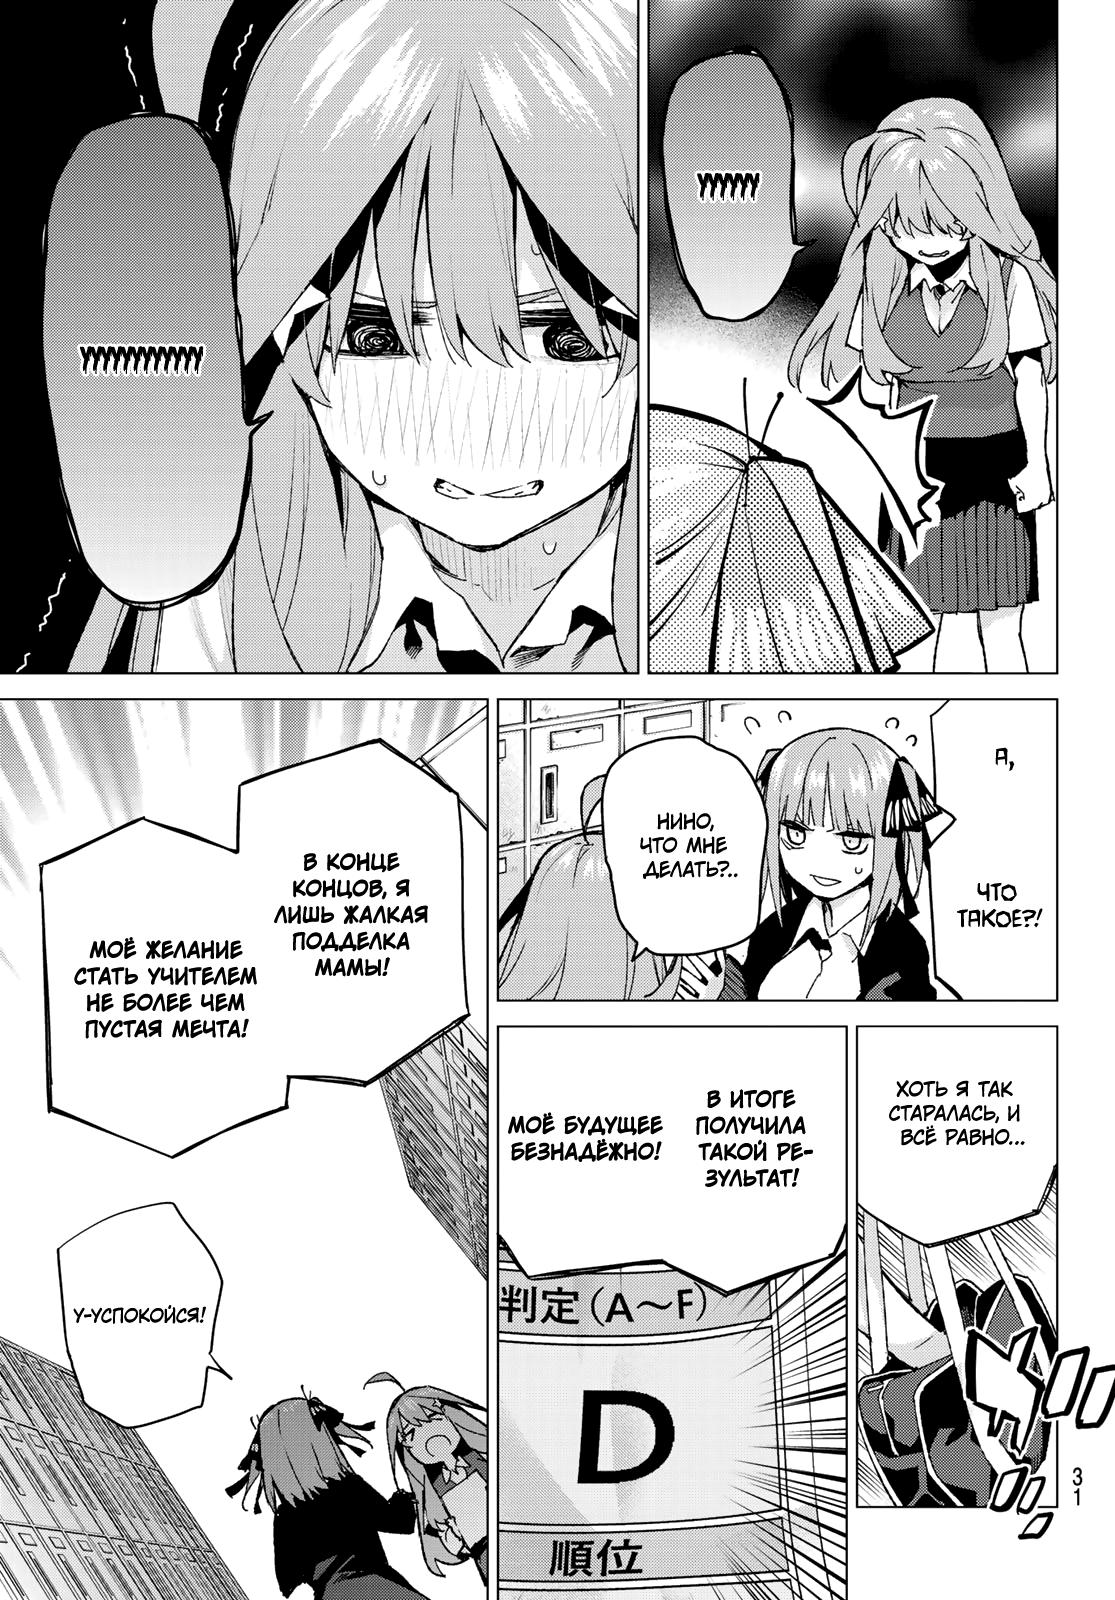 УУУУУУ
УУУУУУУУУУУУ
А,
ЧТО
ТАКОЕ?!
НИНО,
ЧТО МНЕ
ДЕЛАТЬ?..
ХОТЬ Я ТАК
СТАРАЛАСЬ, И
ВСЁ РАВНО...
В ИТОГЕ
ПОЛУЧИЛА
ТАКОЙ РЕ-
ЗУЛЬТАТ!
МОЁ БУДУЩЕЕ
БЕЗНАДЁЖНО!
判定(A～F)
D
順位
В КОНЦЕ
КОНЦОВ, Я
ЛИШЬ ЖАЛКАЯ
ПОДДЕЛКА
МАМЫ!
МОЁ ЖЕЛАНИЕ
СТАТЬ УЧИТЕЛЕМ
НЕ БОЛЕЕ ЧЕМ
ПУСТАЯ МЕЧТА!
У-УСПОКОЙСЯ!
31